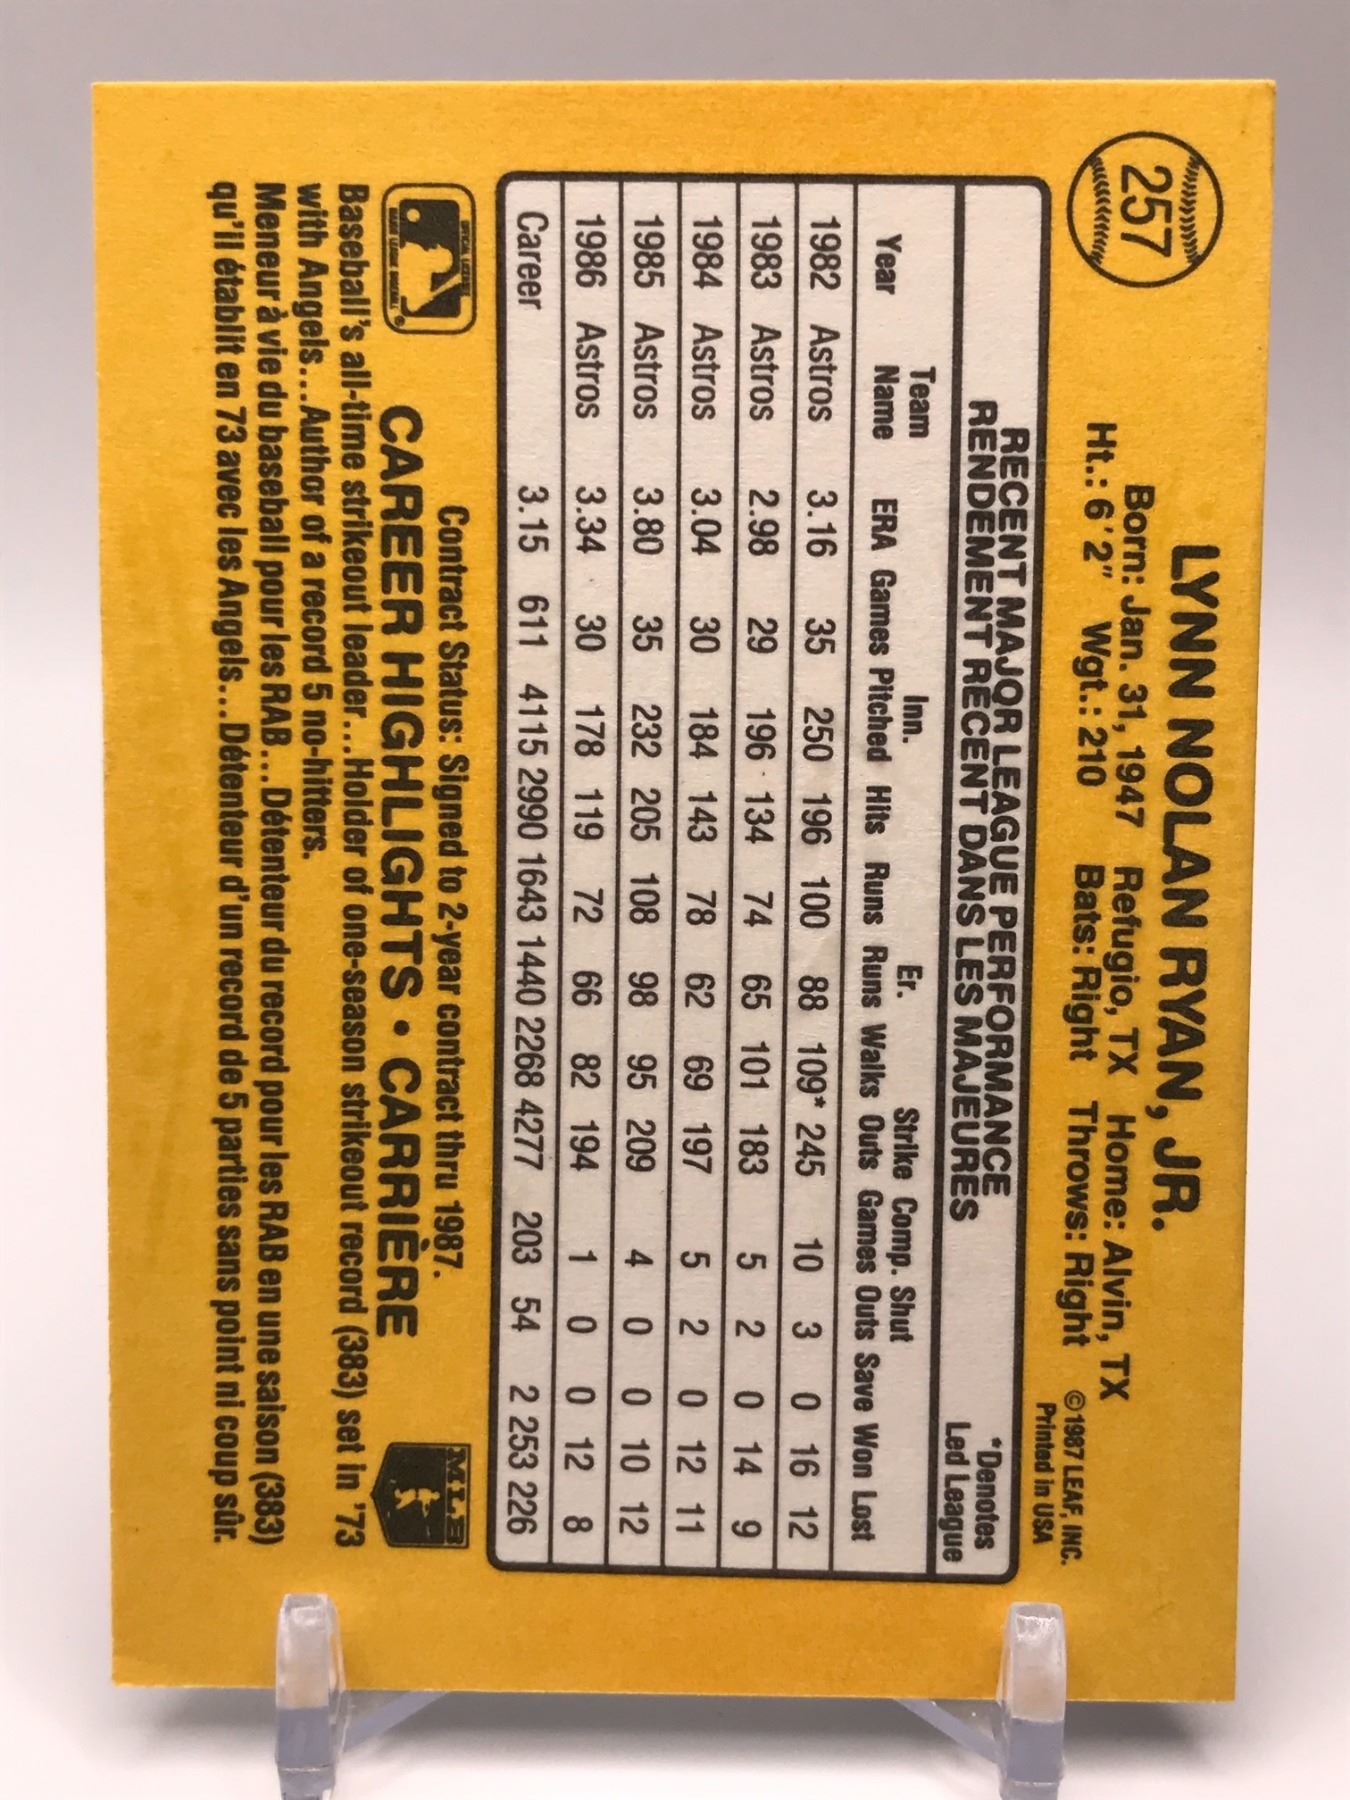 257
LYNN NOLAN RYAN, JR.
Born: Jan. 31, 1947 Refugio, TX Home: Alvin, TX
Ht.: 6'2" Wgt.: 210 Bats: Right Throws: Right
©1987 LEAF, INC.
Printed in USA
RECENT MAJOR LEAGUE PERFORMANCE
RENDEMENT RÉCENT DANS LES MAJEURES
*Denotes
Led League
Team Inn. Er. Strike Comp. Shut
Year Name ERA Games Pitched Hits Runs Runs Walks Outs Games Outs Save Won Lost
1982 Astros 3.16 35 250 196 100 88 109* 245 10 3 0 16 12
1983 Astros 2.98 29 196 134 74 65 101 183 5 2 0 14 9
1984 Astros 3.04 30 184 143 78 62 69 197 5 2 0 12 11
1985 Astros 3.80 35 232 205 108 98 95 209 4 0 0 10 12
1986 Astros 3.34 30 178 119 72 66 82 194 1 0 0 12 8
Career 3.15 611 4115 2990 1643 1440 2268 4277 203 54 2 253 226
Contract Status: Signed to 2-year contract thru 1987.
CAREER HIGHLIGHTS • CARRIÈRE
MLB
Baseball's all-time strikeout leader...Holder of one-season strikeout record (383) set in '73
with Angels...Author of a record 5 no-hitters.
Meneur à vie du baseball pour les RAB...Détenteur du record pour les RAB en une saison (383)
qu'il établit en 73 avec les Angels...Détenteur d'un record de 5 parties sans point ni coup sûr.